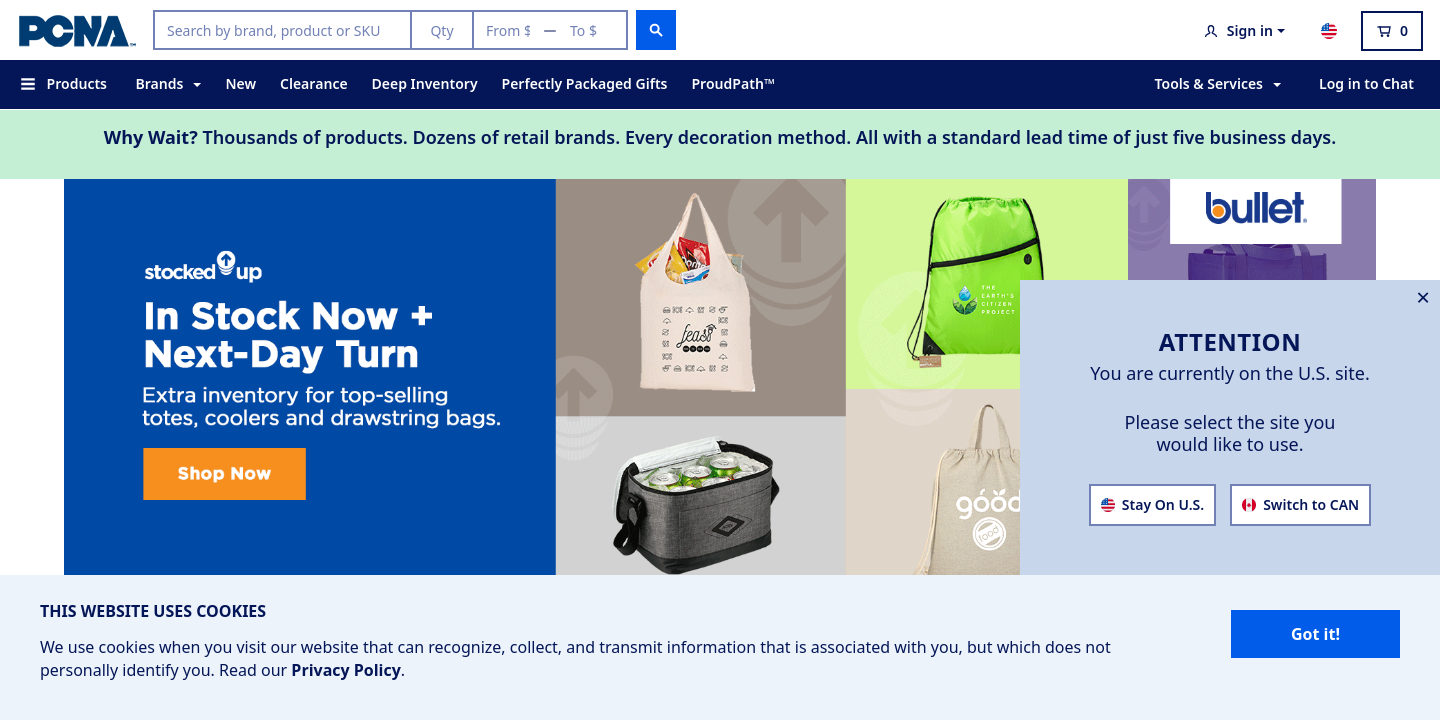 PCNA™
Search by brand, product or SKU
Qty
From $
—
To $
Sign in
0
Products
Brands
New
Clearance
Deep Inventory
Perfectly Packaged Gifts
ProudPath™
Tools & Services
Log in to Chat
Why Wait? Thousands of products. Dozens of retail brands. Every decoration method. All with a standard lead time of just five business days.
stocked up
In Stock Now +
Next-Day Turn
Extra inventory for top-selling
totes, coolers and drawstring bags.
Shop Now
feast
THE
EARTH'S
CITIZEN
PROJECT
bullet®
good
FOOD
ATTENTION
You are currently on the U.S. site.
Please select the site you
would like to use.
Stay On U.S.
Switch to CAN
THIS WEBSITE USES COOKIES
We use cookies when you visit our website that can recognize, collect, and transmit information that is associated with you, but which does not
personally identify you. Read our Privacy Policy.
Got it!